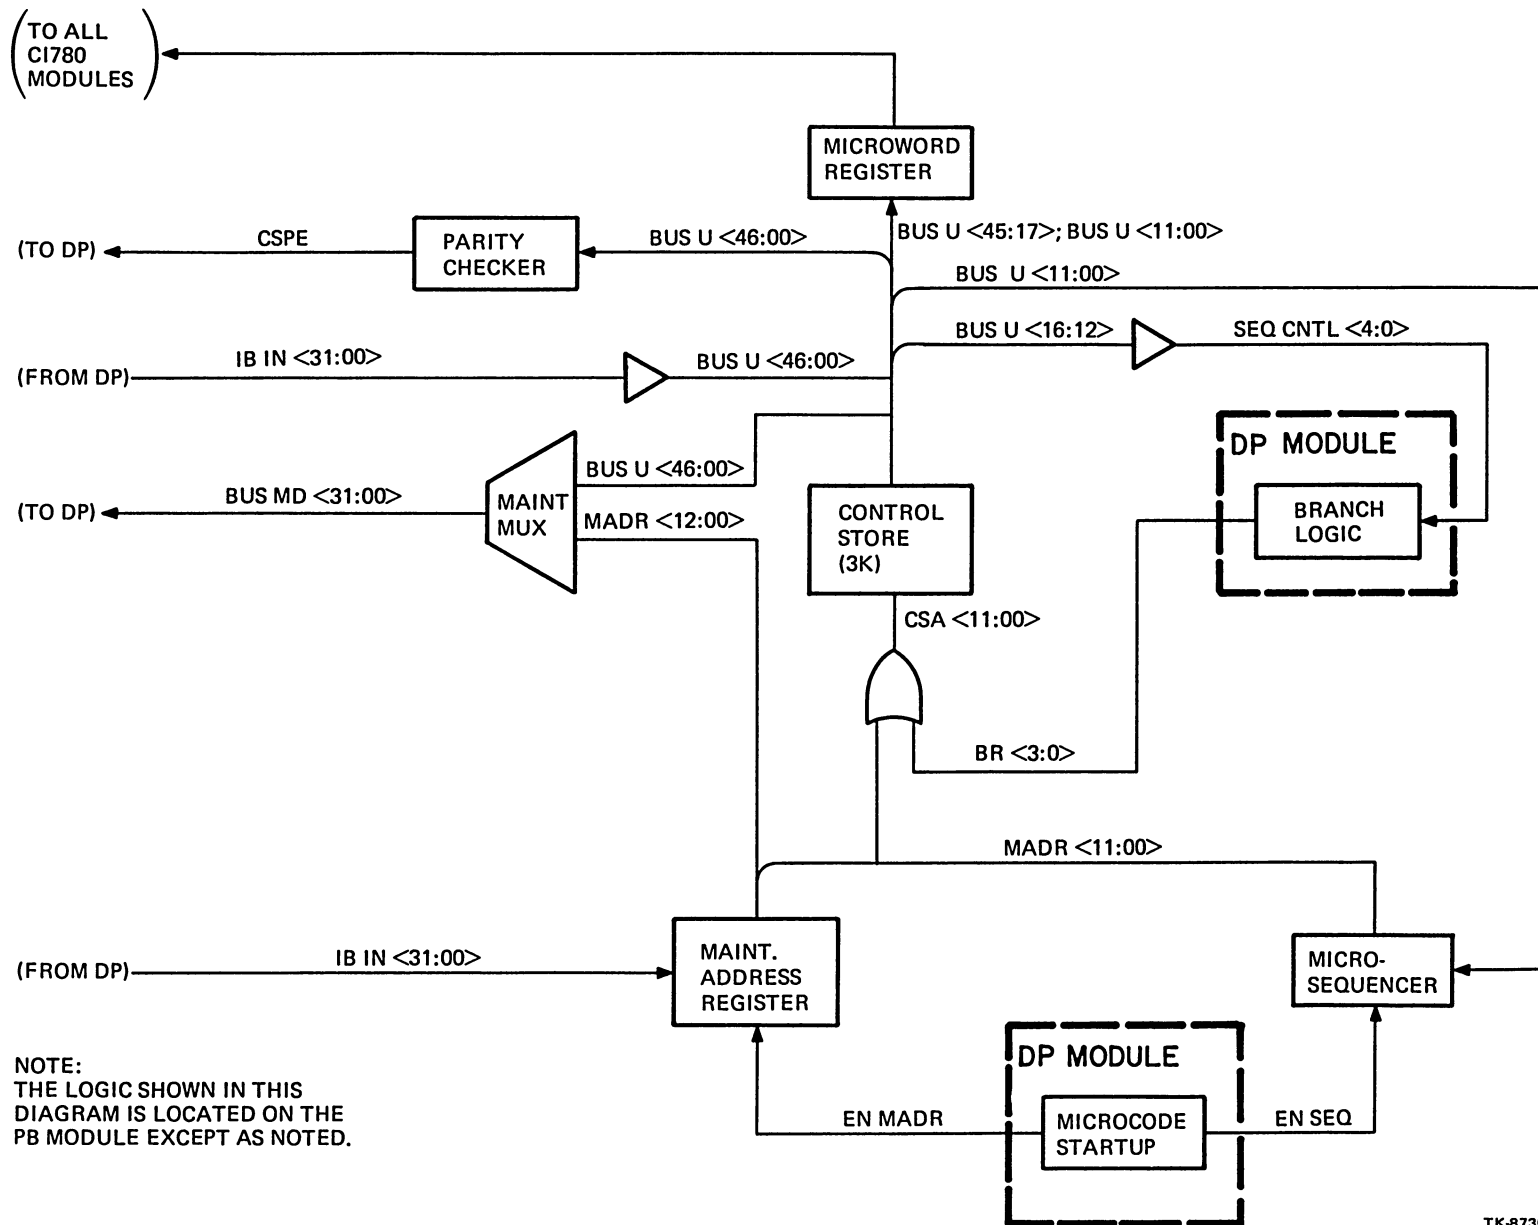 TO ALL
CI780
MODULES
MICROWORD
REGISTER
(TO DP)
CSPE
PARITY
CHECKER
BUS U <46:00>
BUS U <45:17>; BUS U <11:00>
BUS U <11:00>
BUS U <16:12>
SEQ CNTL <4:0>
(FROM DP)
IB IN <31:00>
BUS U <46:00>
DP MODULE
BRANCH
LOGIC
(TO DP)
BUS MD <31:00>
MAINT
MUX
BUS U <46:00>
MADR <12:00>
CONTROL
STORE
(3K)
CSA <11:00>
BR <3:0>
MADR <11:00>
(FROM DP)
IB IN <31:00>
MAINT.
ADDRESS
REGISTER
MICRO-
SEQUENCER
DP MODULE
EN MADR
MICROCODE
STARTUP
EN SEQ
NOTE:
THE LOGIC SHOWN IN THIS
DIAGRAM IS LOCATED ON THE
PB MODULE EXCEPT AS NOTED.